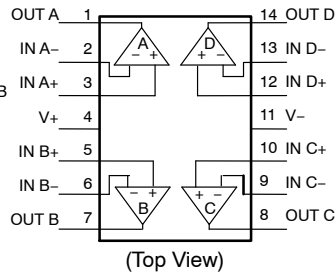 OUT A 1 14 OUT D
IN A− 2 A D 13 IN D−
− + + −
IN A+ 3 12 IN D+
B
V+ 4 11 V−
IN B+ 5 10 IN C+
IN B− 6 9 IN C−
− + + −
B C
OUT B 7 8 OUT C
(Top View)